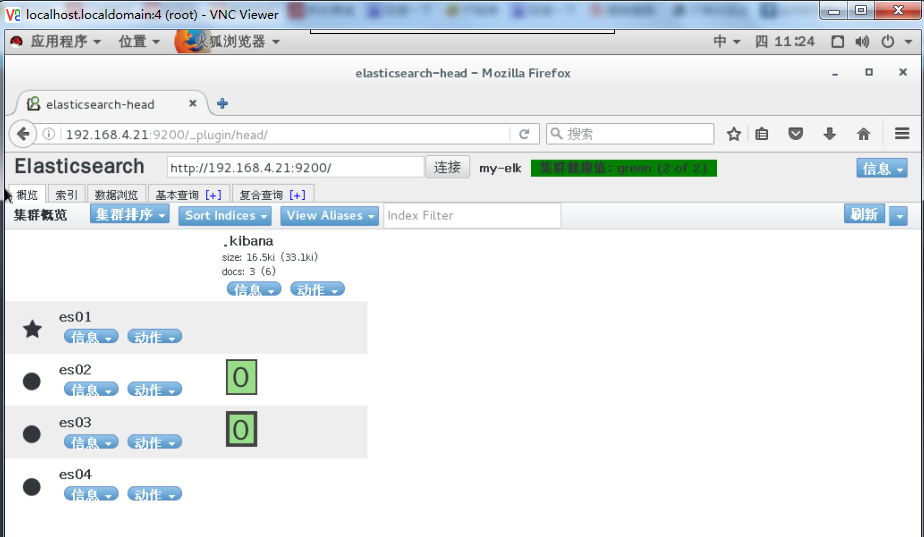 localhost.localdomain:4 (root) - VNC Viewer
应用程序 位置 火狐浏览器 中 四 11:24
elasticsearch-head - Mozilla Firefox
elasticsearch-head
192.168.4.21:9200/_plugin/head/ 搜索
Elasticsearch http://192.168.4.21:9200/ 连接 my-elk 集群健康值: green (2 of 2) 信息
概览 索引 数据浏览 基本查询 [+] 复合查询 [+]
集群概览 集群排序 Sort Indices View Aliases Index Filter 刷新
.kibana
size: 16.5ki (33.1ki)
docs: 3 (6)
信息 动作
es01
信息 动作
es02
信息 动作 0
es03
信息 动作 0
es04
信息 动作